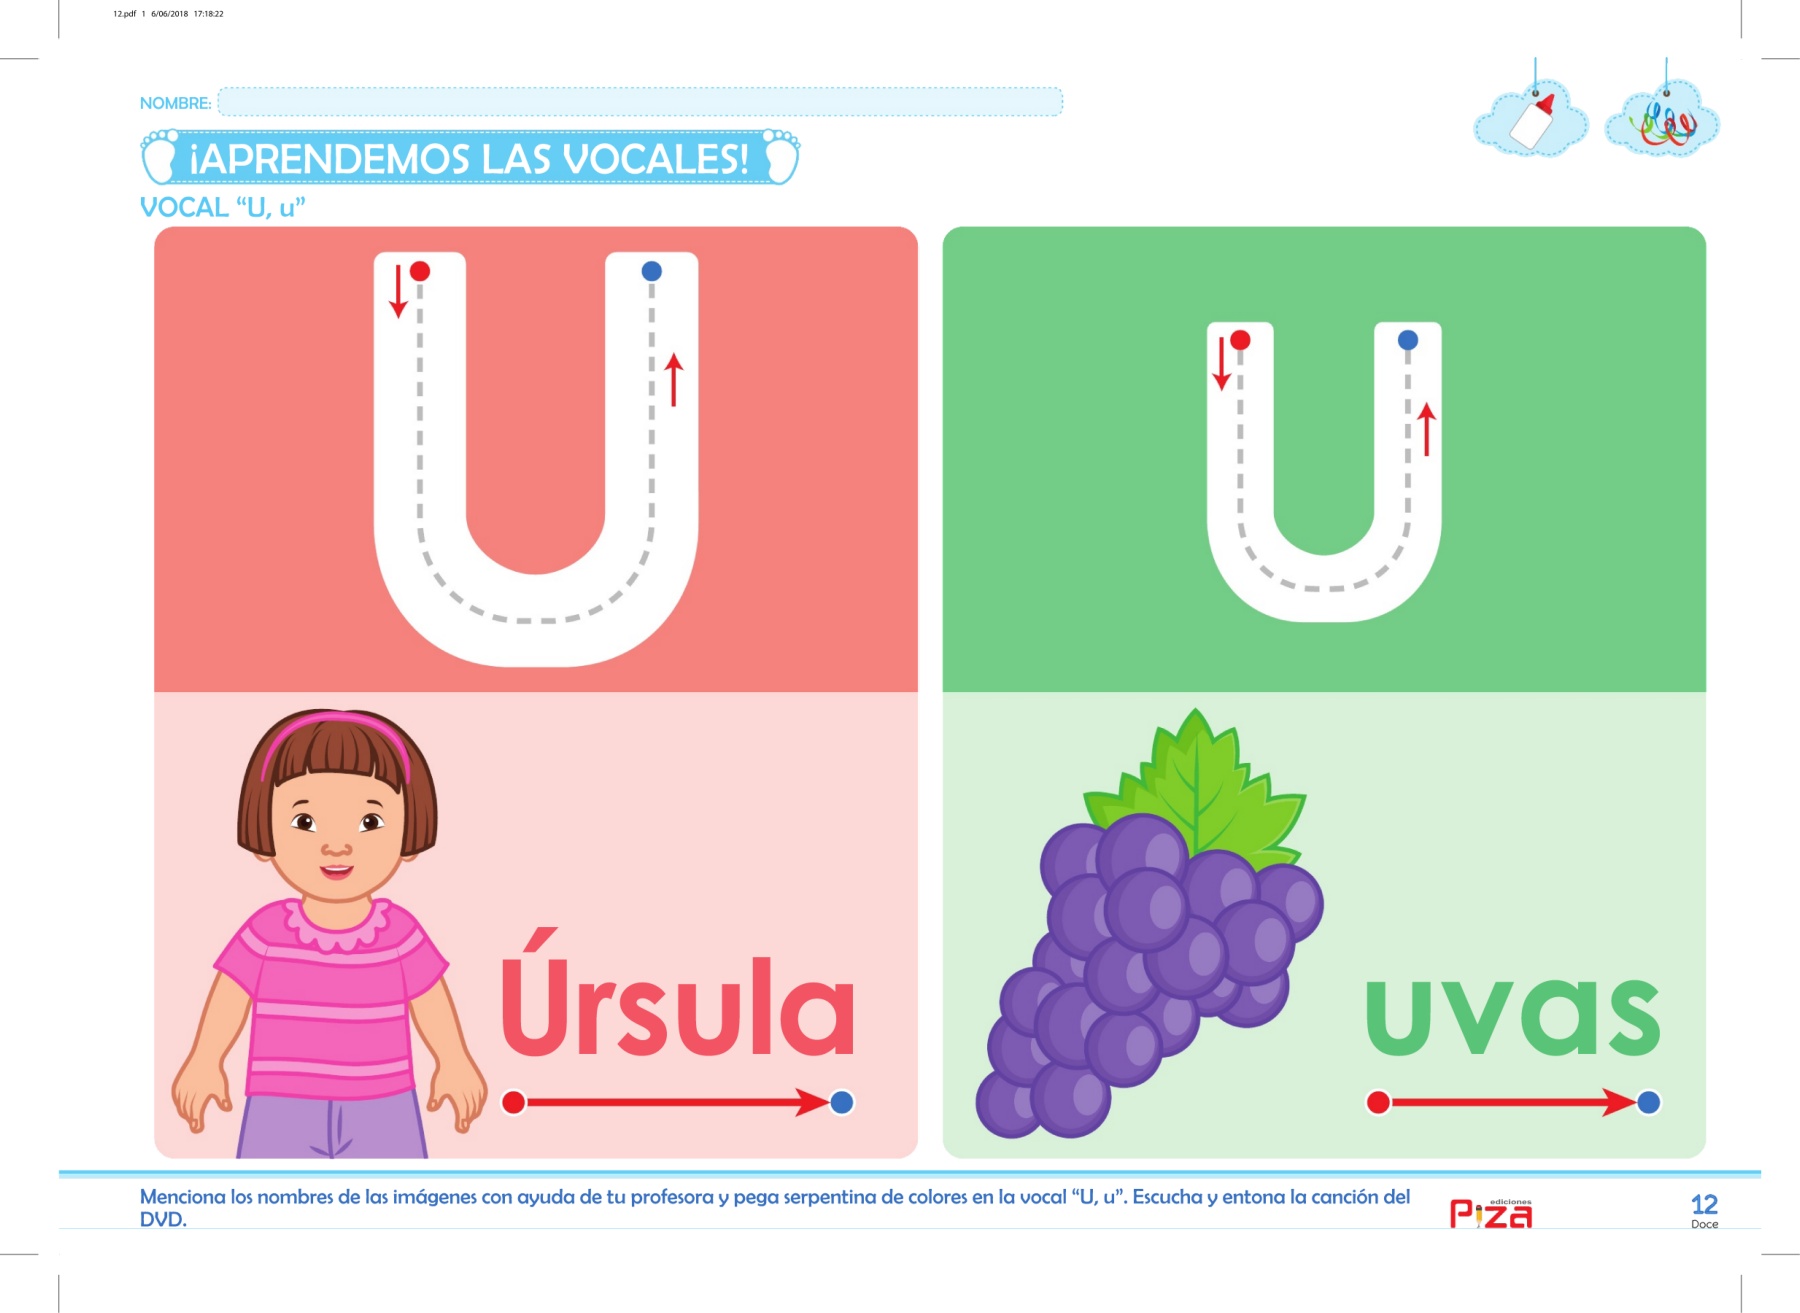 12.pdf 1 6/06/2018 17:18:22
NOMBRE:
¡APRENDEMOS LAS VOCALES!
VOCAL “U, u”
U
u
Úrsula
uvas
Menciona los nombres de las imágenes con ayuda de tu profesora y pega serpentina de colores en la vocal “U, u”. Escucha y entona la canción del
DVD.
ediciones
Piza
12
Doce